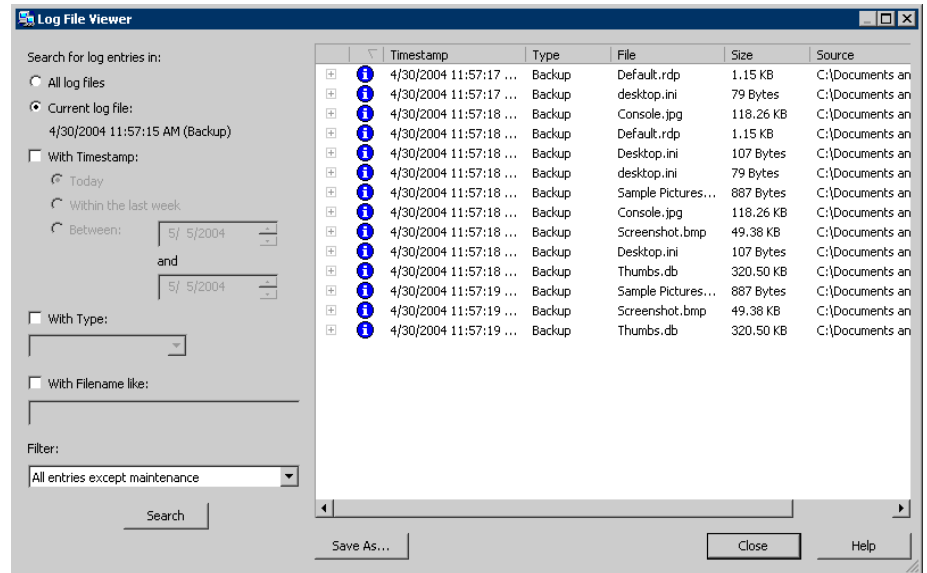 Log File Viewer
Search for log entries in:
All log files
Current log file:
4/30/2004 11:57:15 AM (Backup)
With Timestamp:
Today
Within the last week
Between: 5/ 5/2004
and
5/ 5/2004
With Type:
With Filename like:
Filter:
All entries except maintenance
Search
Timestamp Type File Size Source
4/30/2004 11:57:17 ... Backup Default.rdp 1.15 KB C:\Documents an
4/30/2004 11:57:17 ... Backup desktop.ini 79 Bytes C:\Documents an
4/30/2004 11:57:18 ... Backup Console.jpg 118.26 KB C:\Documents an
4/30/2004 11:57:18 ... Backup Default.rdp 1.15 KB C:\Documents an
4/30/2004 11:57:18 ... Backup Desktop.ini 107 Bytes C:\Documents an
4/30/2004 11:57:18 ... Backup desktop.ini 79 Bytes C:\Documents an
4/30/2004 11:57:18 ... Backup Sample Pictures... 887 Bytes C:\Documents an
4/30/2004 11:57:18 ... Backup Console.jpg 118.26 KB C:\Documents an
4/30/2004 11:57:18 ... Backup Screenshot.bmp 49.38 KB C:\Documents an
4/30/2004 11:57:18 ... Backup Desktop.ini 107 Bytes C:\Documents an
4/30/2004 11:57:18 ... Backup Thumbs.db 320.50 KB C:\Documents an
4/30/2004 11:57:19 ... Backup Sample Pictures... 887 Bytes C:\Documents an
4/30/2004 11:57:19 ... Backup Screenshot.bmp 49.38 KB C:\Documents an
4/30/2004 11:57:19 ... Backup Thumbs.db 320.50 KB C:\Documents an
Save As... Close Help